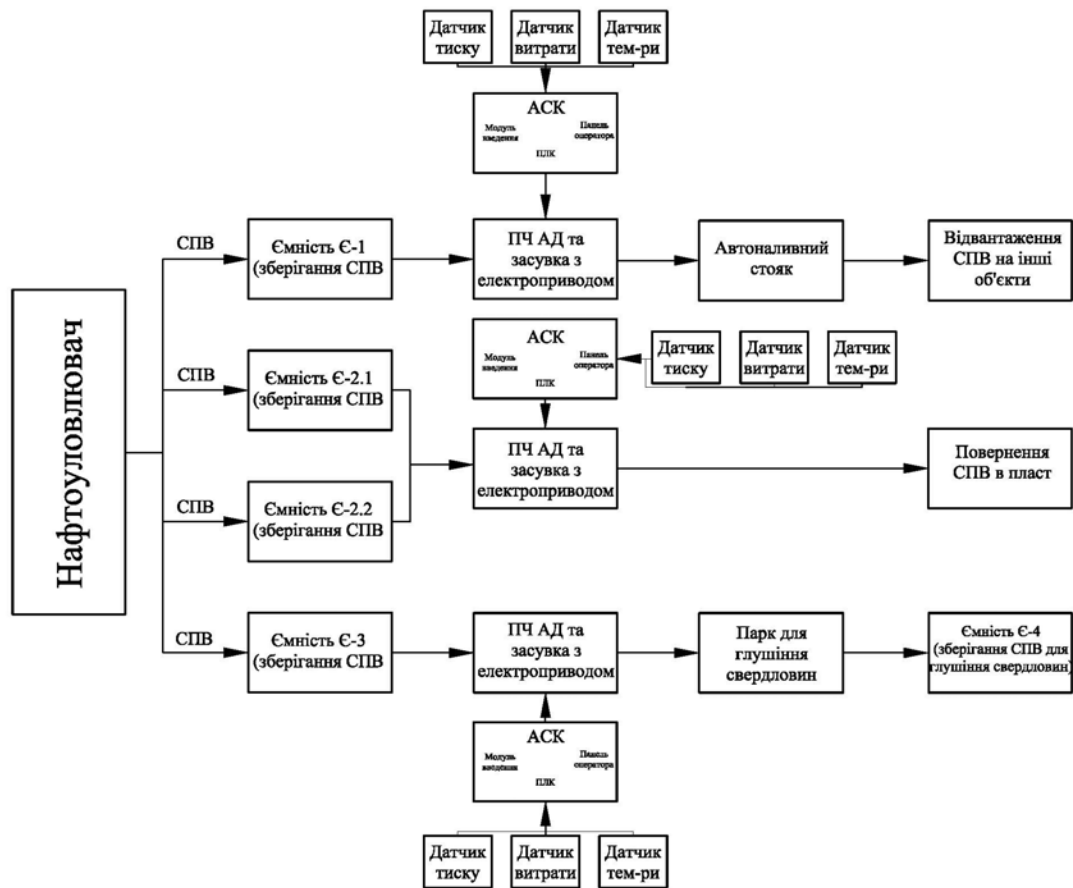 Датчик
тиску
Датчик
витрати
Датчик
тем-ри
АСК
Модуль
введення
Панель
оператора
ПЛК
Нафтоуловлювач
СПВ
Ємність Є-1
(зберігання СПВ
ПЧ АД та
засувка з
електроприводом
Автоналивний
стояк
Відвантаження
СПВ на інші
об'єкти
АСК
Модуль
введення
Панель
оператора
ПЛК
Датчик
тиску
Датчик
витрати
Датчик
тем-ри
СПВ
Ємність Є-2.1
(зберігання СПВ
ПЧ АД та
засувка з
електроприводом
Повернення
СПВ в пласт
СПВ
Ємність Є-2.2
(зберігання СПВ
СПВ
Ємність Є-3
(зберігання СПВ
ПЧ АД та
засувка з
електроприводом
Парк для
глушіння
свердловин
Ємність Є-4
(зберігання СПВ для
глушіння свердловин)
АСК
Модуль
введення
Панель
оператора
ПЛК
Датчик
тиску
Датчик
витрати
Датчик
тем-ри